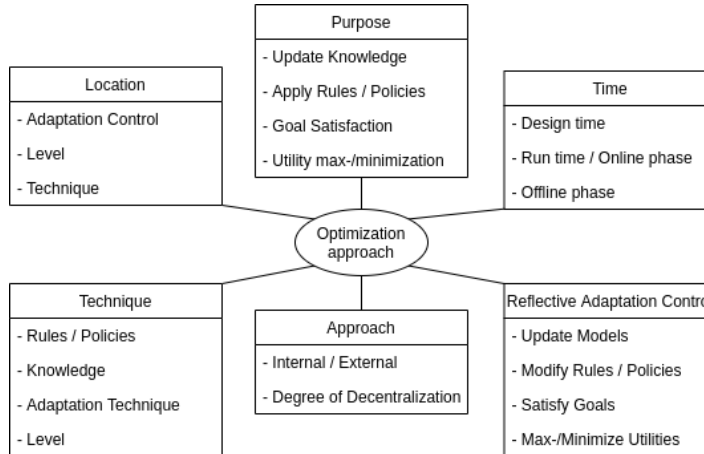 Purpose
- Update Knowledge
- Apply Rules / Policies
- Goal Satisfaction
- Utility max-/minimization
Location
- Adaptation Control
- Level
- Technique
Time
- Design time
- Run time / Online phase
- Offline phase
Optimization
approach
Technique
- Rules / Policies
- Knowledge
- Adaptation Technique
- Level
Approach
- Internal / External
- Degree of Decentralization
Reflective Adaptation Contro
- Update Models
- Modify Rules / Policies
- Satisfy Goals
- Max-/Minimize Utilities